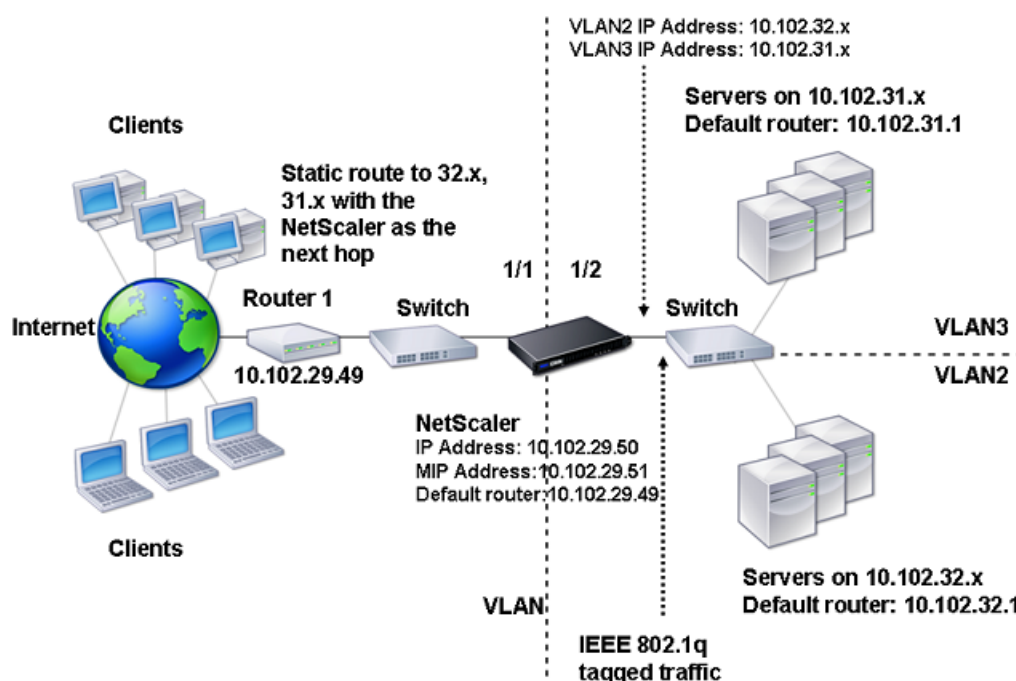 VLAN2 IP Address: 10.102.32.x
VLAN3 IP Address: 10.102.31.x
Servers on 10.102.31.x
Default router: 10.102.31.1
Clients
Static route to 32.x,
31.x with the
NetScaler as the
next hop
1/1
1/2
Internet
Router 1
Switch
Switch
VLAN3
10.102.29.49
VLAN2
NetScaler
IP Address: 10.102.29.50
MIP Address:10.102.29.51
Default router:10.102.29.49
Clients
Servers on 10.102.32.x
Default router: 10.102.32.1
VLAN
IEEE 802.1q
tagged traffic